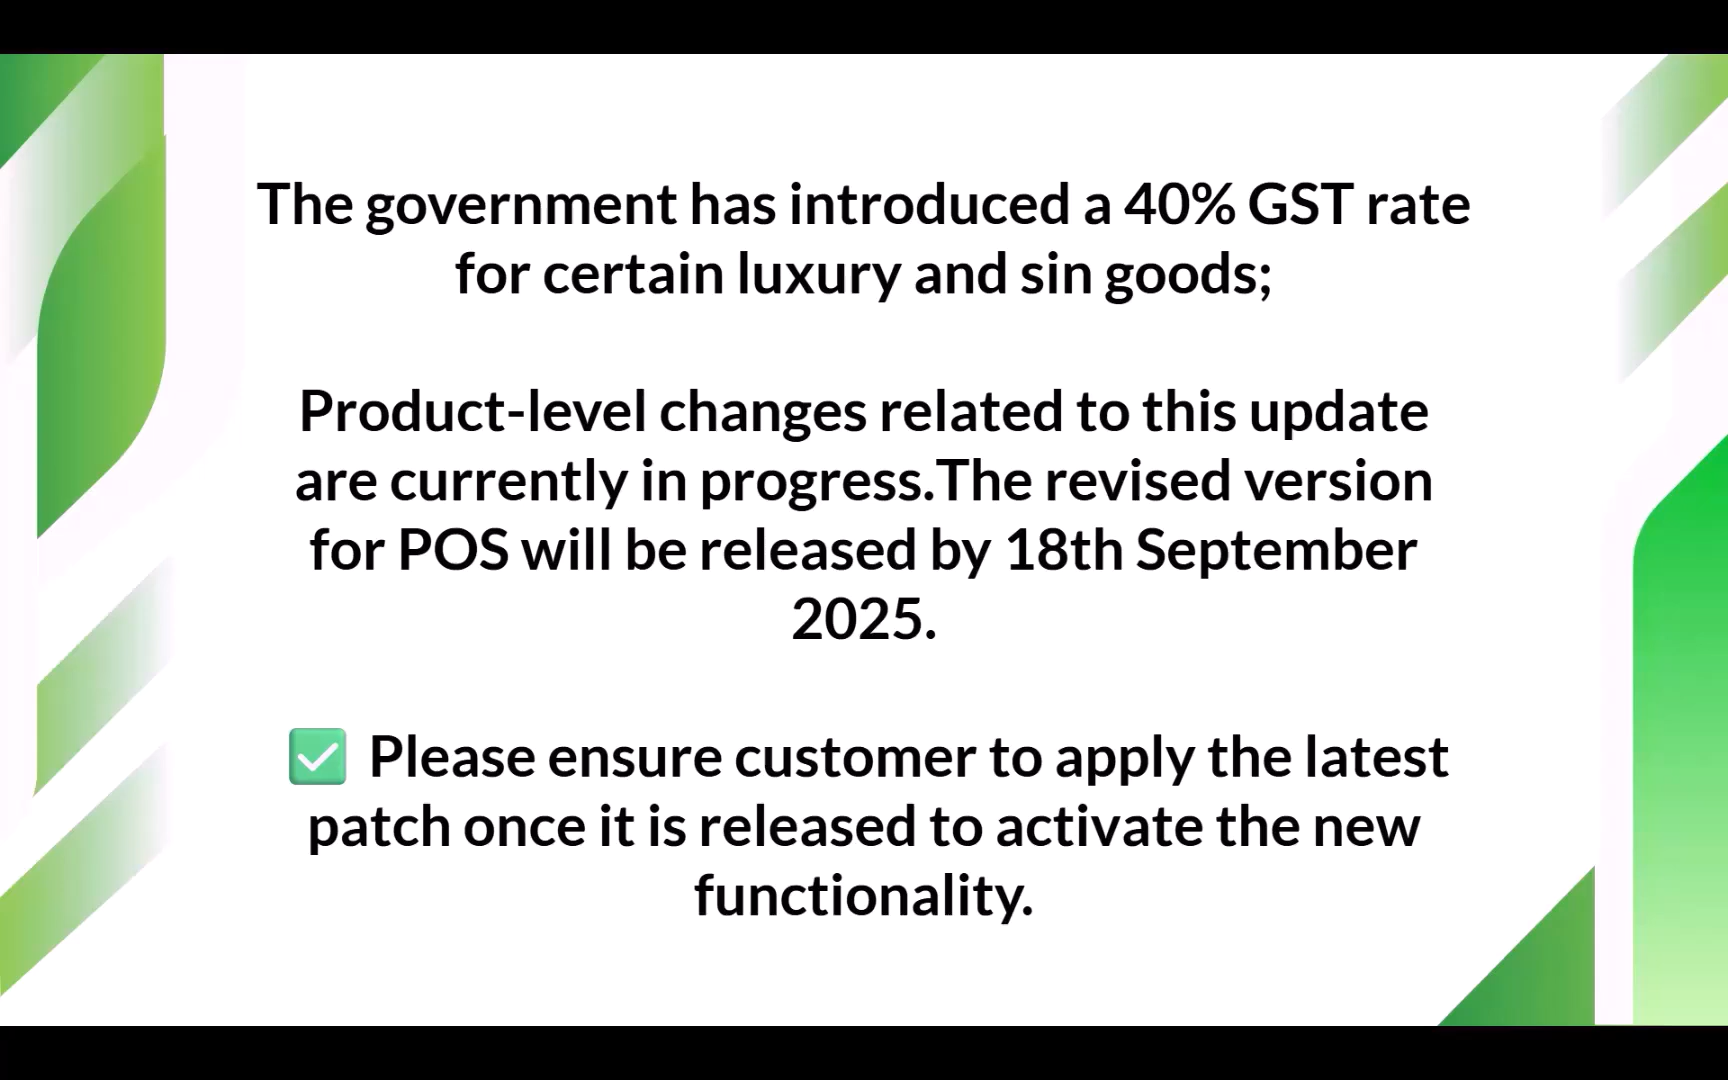 The government has introduced a 40% GST rate
for certain luxury and sin goods;
Product-level changes related to this update
are currently in progress.The revised version
for POS will be released by 18th September
2025.
✅ Please ensure customer to apply the latest
patch once it is released to activate the new
functionality.